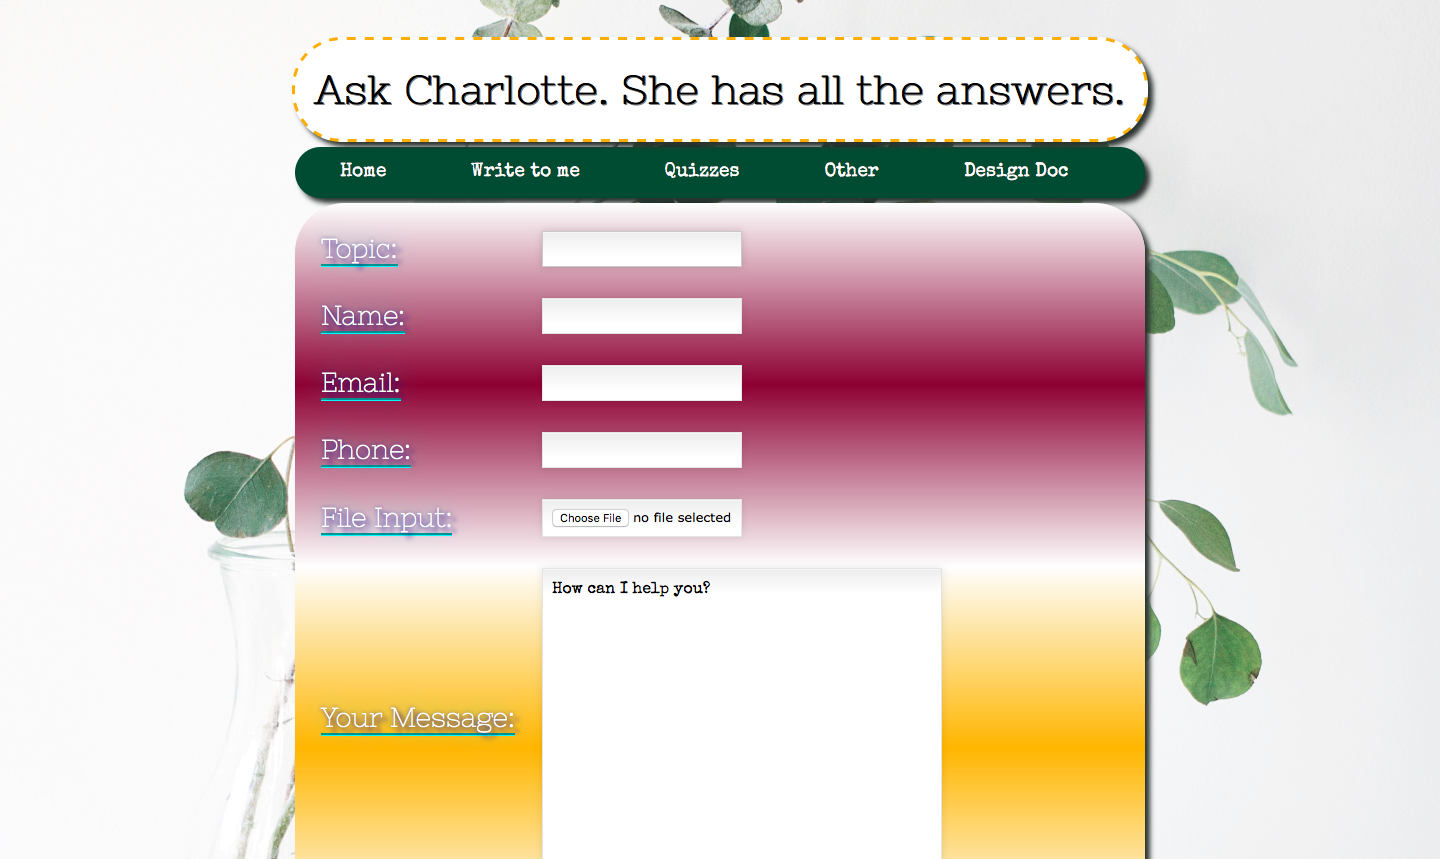 Ask Charlotte. She has all the answers.
Home Write to me Quizzes Other Design Doc
Topic:
Name:
Email:
Phone:
File Input: Choose File no file selected
How can I help you?
Your Message: